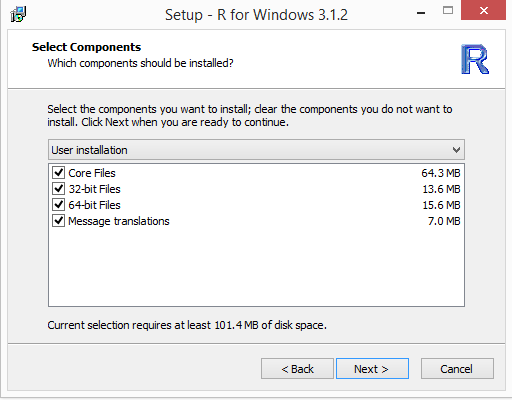 Setup - R for Windows 3.1.2
Select Components
Which components should be installed?
R
Select the components you want to install; clear the components you do not want to
install. Click Next when you are ready to continue.
User installation
Core Files 64.3 MB
32-bit Files 13.6 MB
64-bit Files 15.6 MB
Message translations 7.0 MB
Current selection requires at least 101.4 MB of disk space.
< Back Next > Cancel